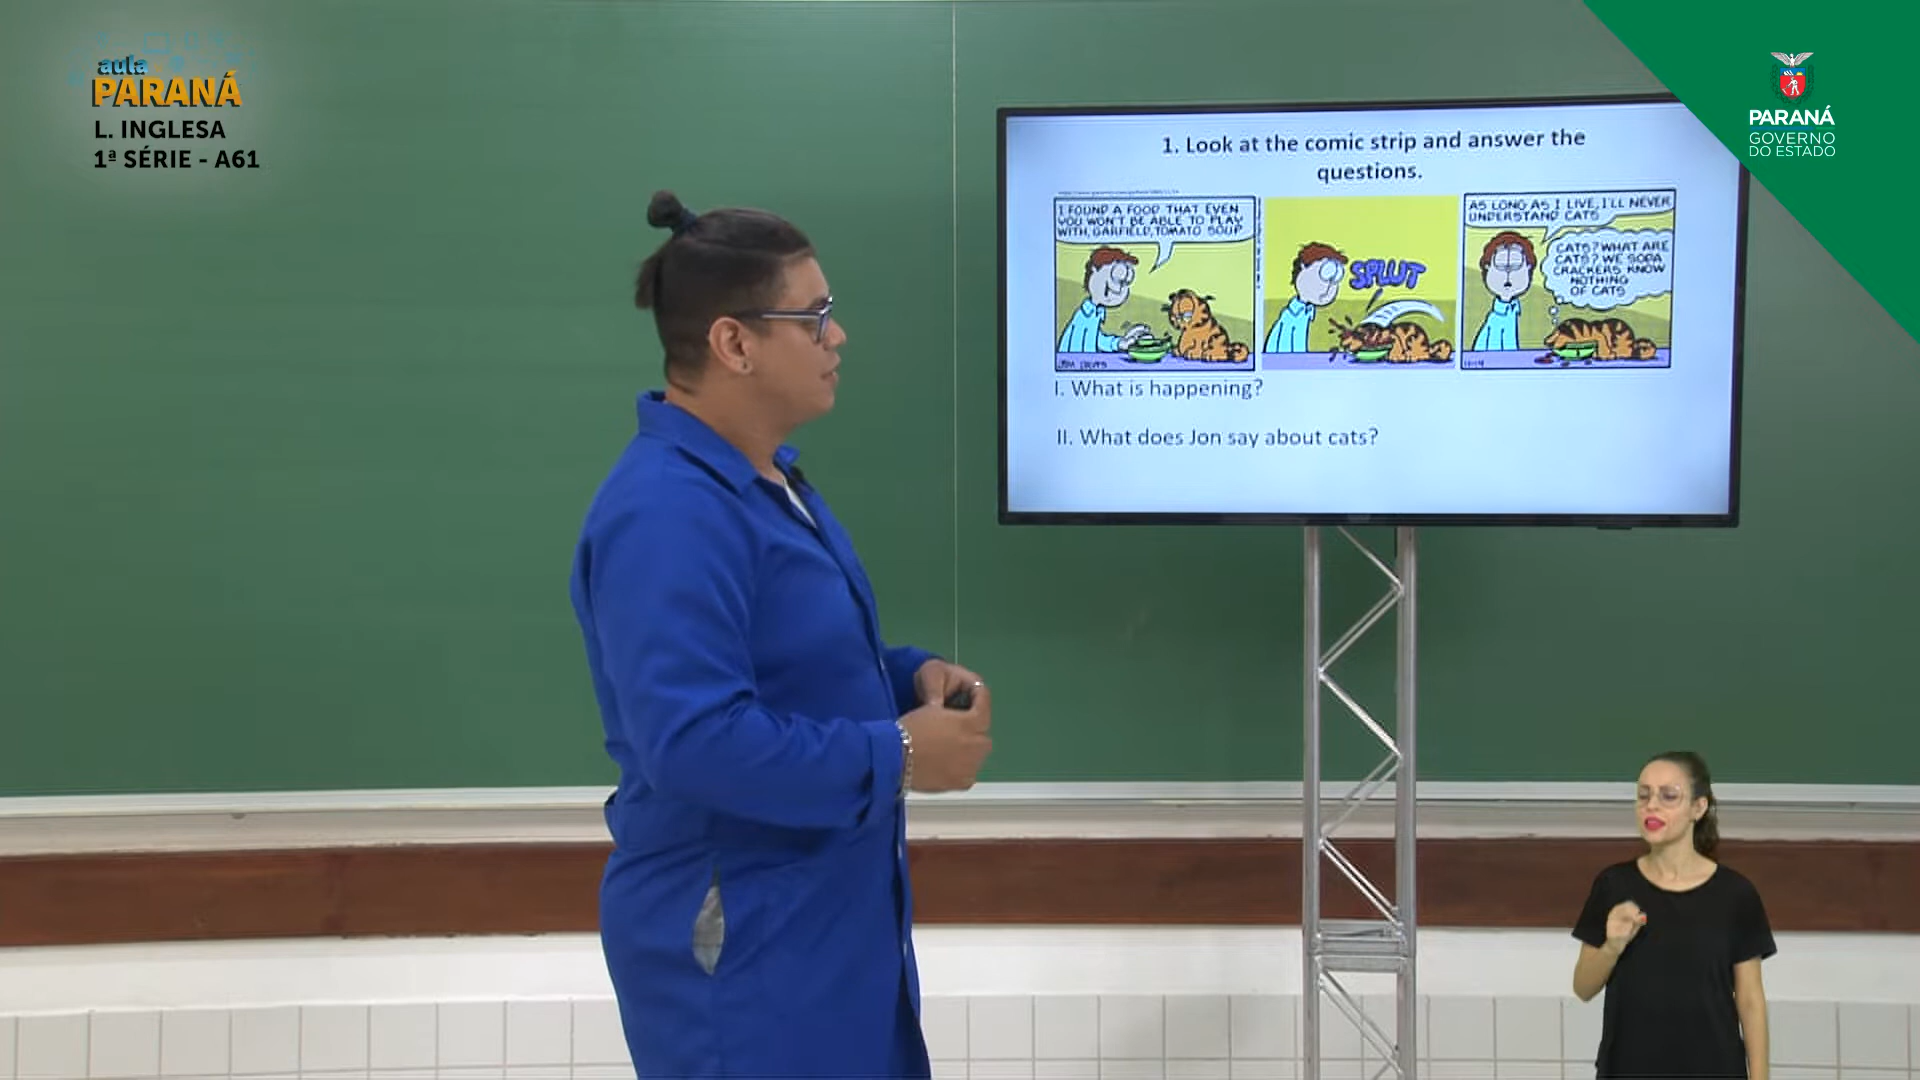 aula
PARANÁ
L. INGLESA
1ª SÉRIE - A61
PARANÁ
GOVERNO
DO ESTADO
1. Look at the comic strip and answer the
questions.
I FOUND A FOOD THAT EVEN
YOU WON'T BE ABLE TO PLAY
WITH, GARFIELD, TOMATO SOUP
JIM DAVIS
SPLUT
AS LONG AS I LIVE, I'LL NEVER
UNDERSTAND CATS
CATS? WHAT ARE
CATS? WE SODA
CRACKERS KNOW
NOTHING
OF CATS
I. What is happening?
II. What does Jon say about cats?